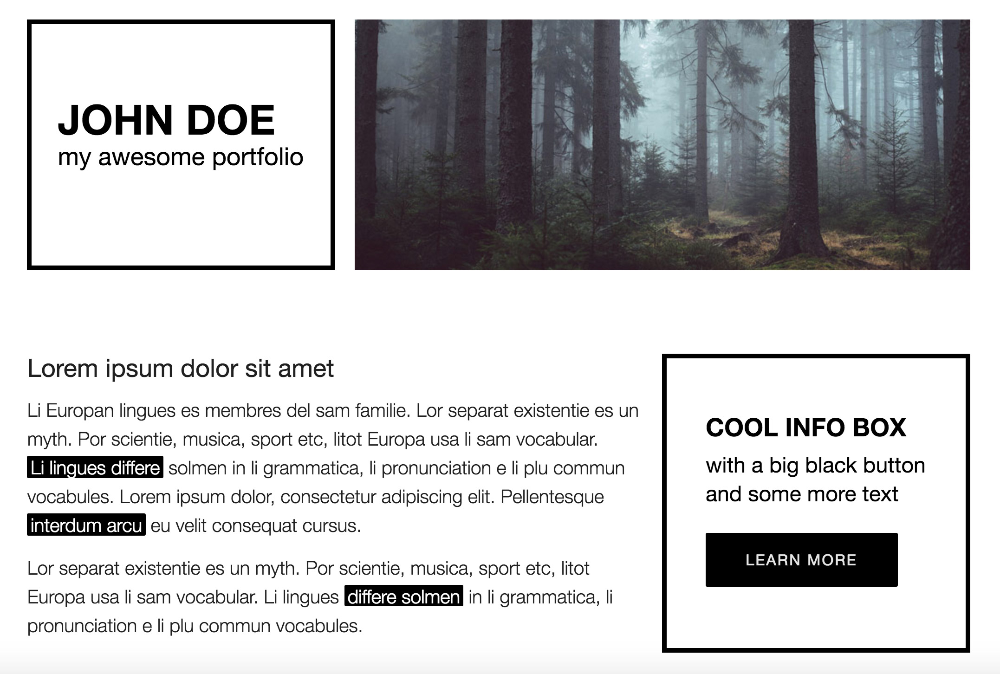 JOHN DOE
my awesome portfolio
Lorem ipsum dolor sit amet
Li Europan lingues es membres del sam familie. Lor separat existentie es un
myth. Por scientie, musica, sport etc, litot Europa usa li sam vocabular.
Li lingues differe solmen in li grammatica, li pronunciation e li plu commun
vocabules. Lorem ipsum dolor, consectetur adipiscing elit. Pellentesque
interdum arcu eu velit consequat cursus.
Lor separat existentie es un myth. Por scientie, musica, sport etc, litot
Europa usa li sam vocabular. Li lingues differe solmen in li grammatica, li
pronunciation e li plu commun vocabules.
COOL INFO BOX
with a big black button
and some more text
LEARN MORE